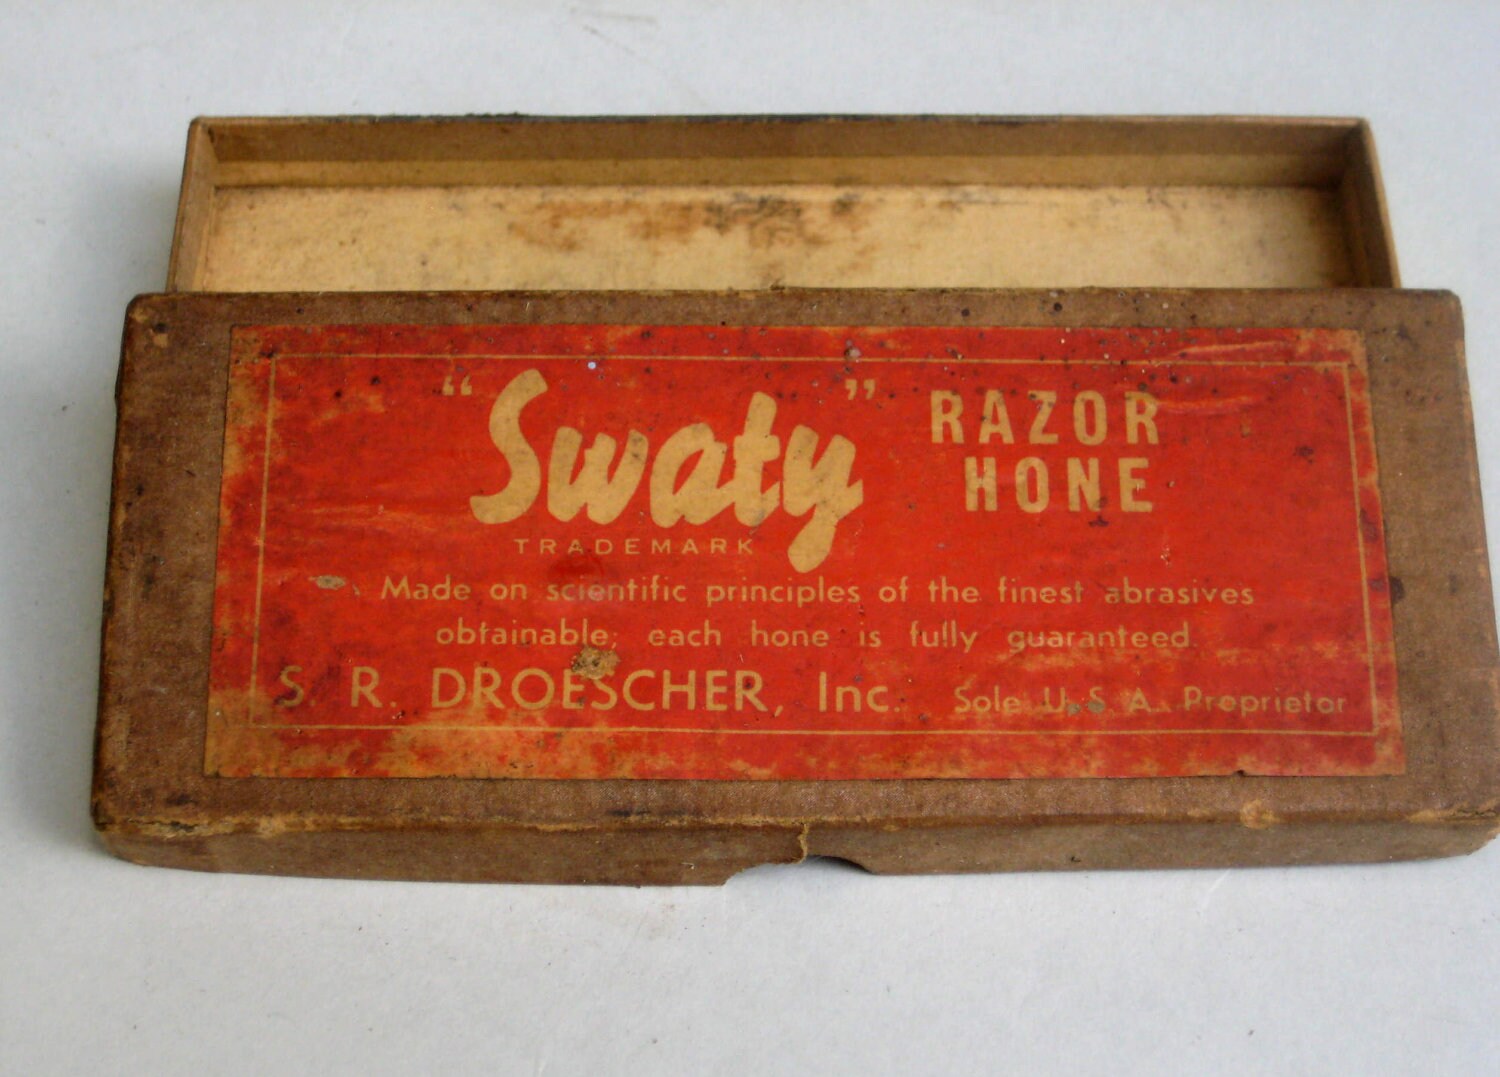 “Swaty” RAZOR HONE
TRADEMARK
Made on scientific principles of the finest abrasives
obtainable; each hone is fully guaranteed.
S. R. DROESCHER, Inc. Sole U. S. A. Proprietor